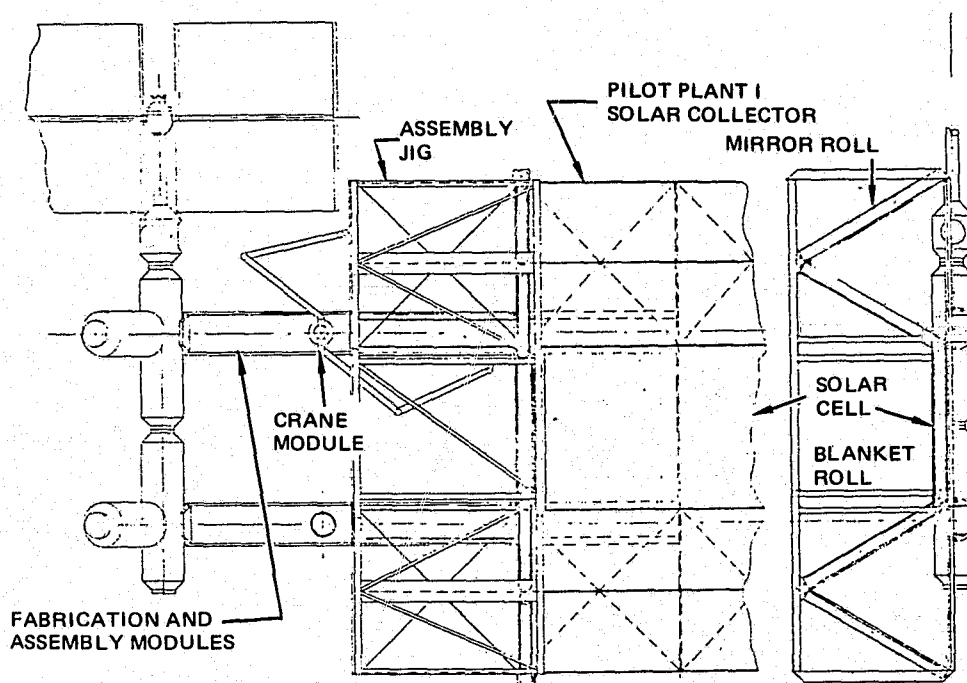 PILOT PLANT I
SOLAR COLLECTOR
ASSEMBLY
JIG
MIRROR ROLL
SOLAR
CELL
BLANKET
ROLL
CRANE
MODULE
FABRICATION AND
ASSEMBLY MODULES